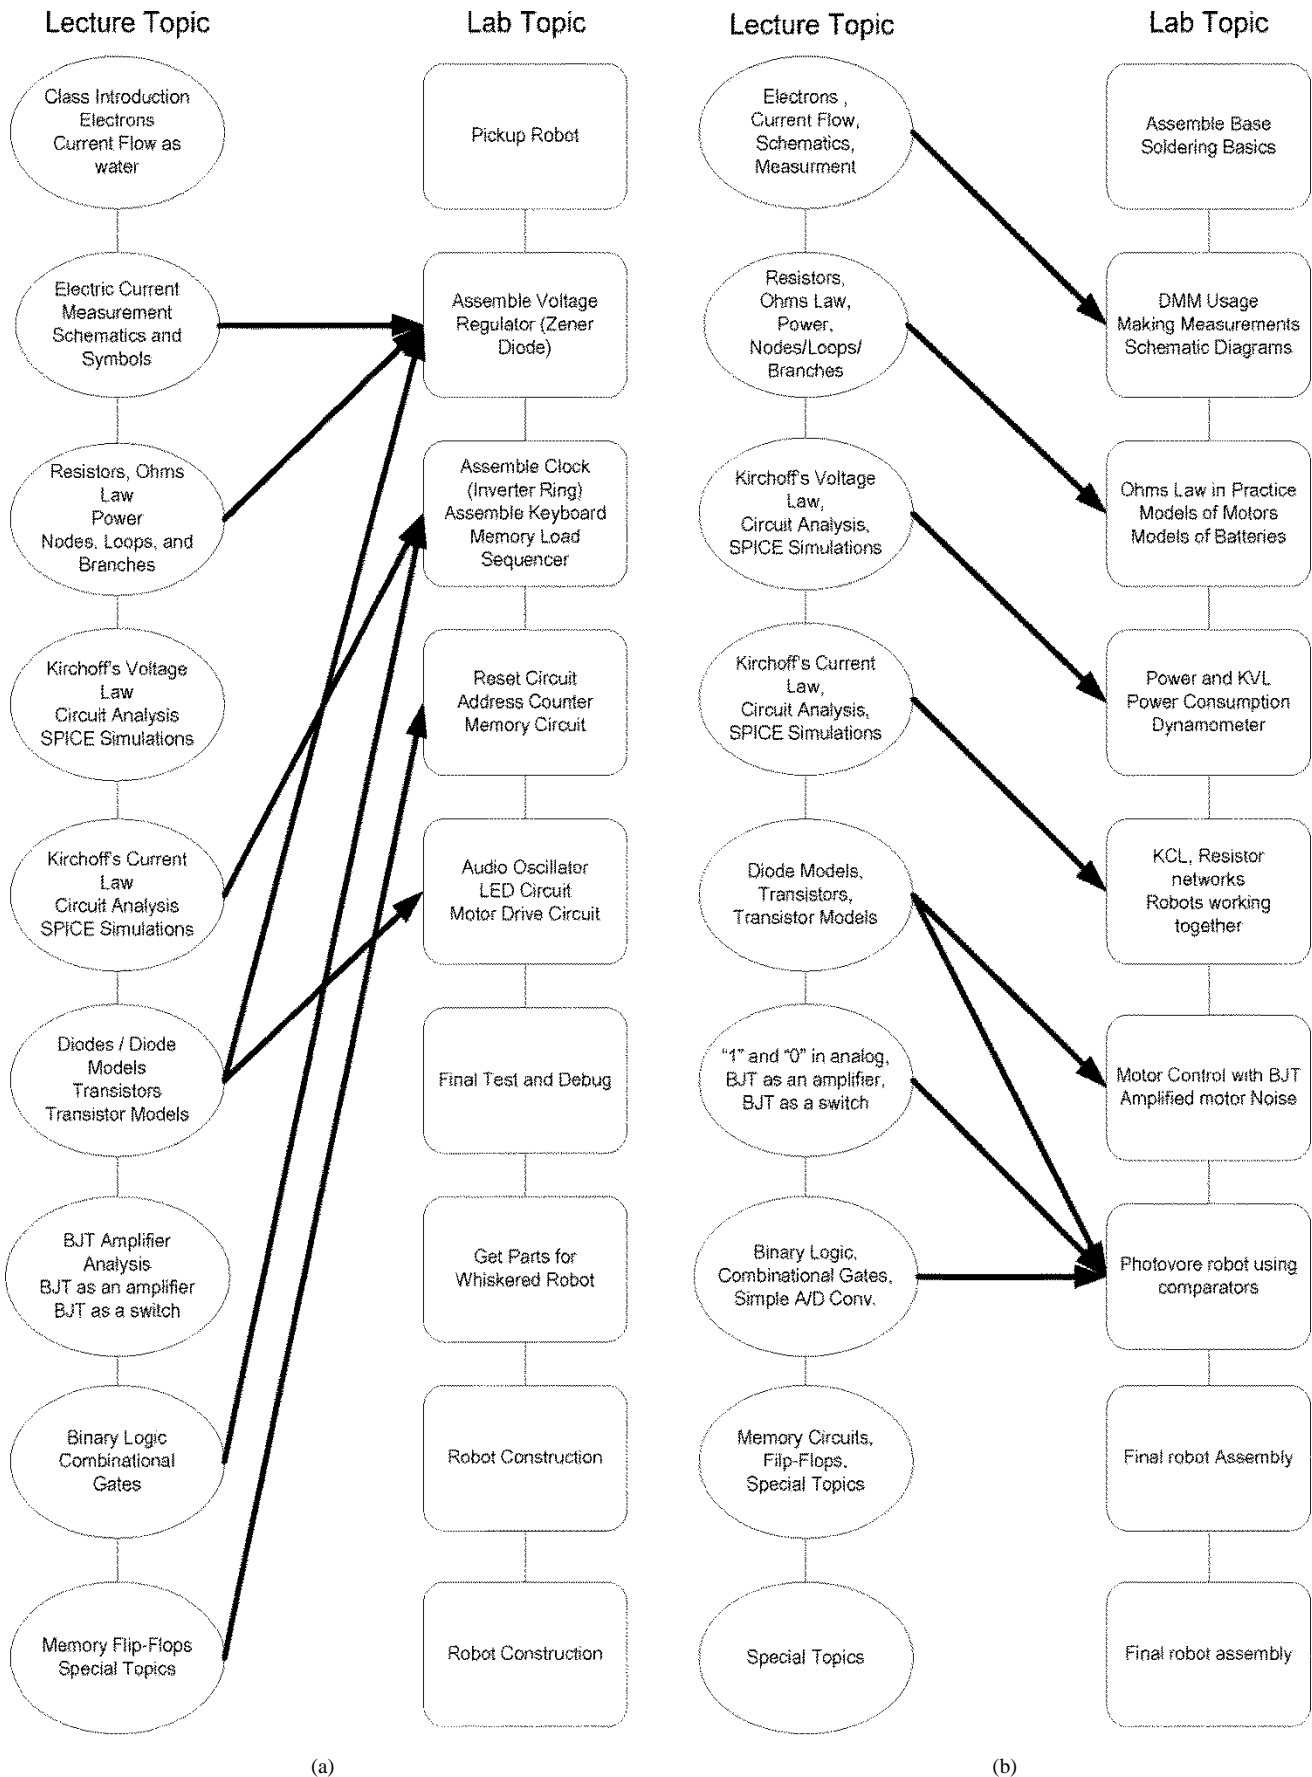 Lecture Topic
Lab Topic
Class Introduction
Electrons
Current Flow as
water
Pickup Robot
Electric Current
Measurement
Schematics and
Symbols
Assemble Voltage
Regulator (Zener
Diode)
Resistors, Ohms
Law
Power
Nodes, Loops, and
Branches
Assemble Clock
(Inverter Ring)
Assemble Keyboard
Memory Load
Sequencer
Kirchoff's Voltage
Law
Circuit Analysis
SPICE Simulations
Reset Circuit
Address Counter
Memory Circuit
Kirchoff's Current
Law
Circuit Analysis
SPICE Simulations
Audio Oscillator
LED Circuit
Motor Drive Circuit
Diodes / Diode
Models
Transistors
Transistor Models
Final Test and Debug
BJT Amplifier
Analysis
BJT as an amplifier
BJT as a switch
Get Parts for
Whiskered Robot
Binary Logic
Combinational
Gates
Robot Construction
Memory Flip-Flops
Special Topics
Robot Construction
(a)
Lecture Topic
Lab Topic
Electrons ,
Current Flow,
Schematics,
Measurment
Assemble Base
Soldering Basics
Resistors,
Ohms Law,
Power,
Nodes/Loops/
Branches
DMM Usage
Making Measurements
Schematic Diagrams
Kirchoff's Voltage
Law,
Circuit Analysis,
SPICE Simulations
Ohms Law in Practice
Models of Motors
Models of Batteries
Kirchoff's Current
Law,
Circuit Analysis,
SPICE Simulations
Power and KVL
Power Consumption
Dynamometer
Diode Models,
Transistors,
Transistor Models
KCL, Resistor
networks
Robots working
together
"1" and "0" in analog,
BJT as an amplifier,
BJT as a switch
Motor Control with BJT
Amplified motor Noise
Binary Logic,
Combinational Gates,
Simple A/D Conv.
Photovore robot using
comparators
Memory Circuits,
Flip-Flops,
Special Topics
Final robot Assembly
Special Topics
Final robot assembly
(b)